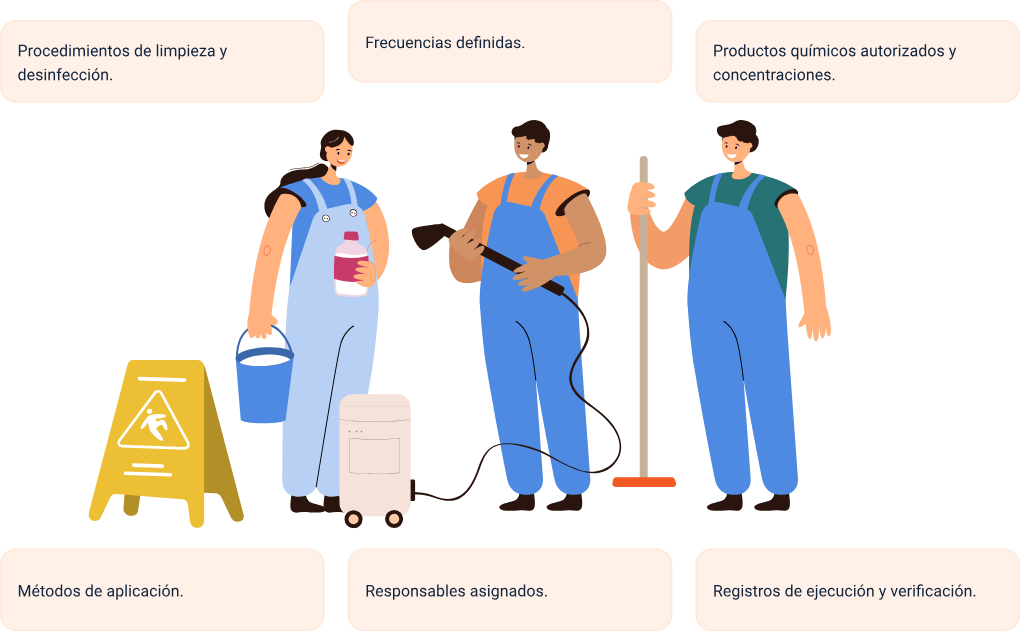 Procedimientos de limpieza y
desinfección.
Frecuencias definidas.
Productos químicos autorizados y
concentraciones.
Métodos de aplicación.
Responsables asignados.
Registros de ejecución y verificación.